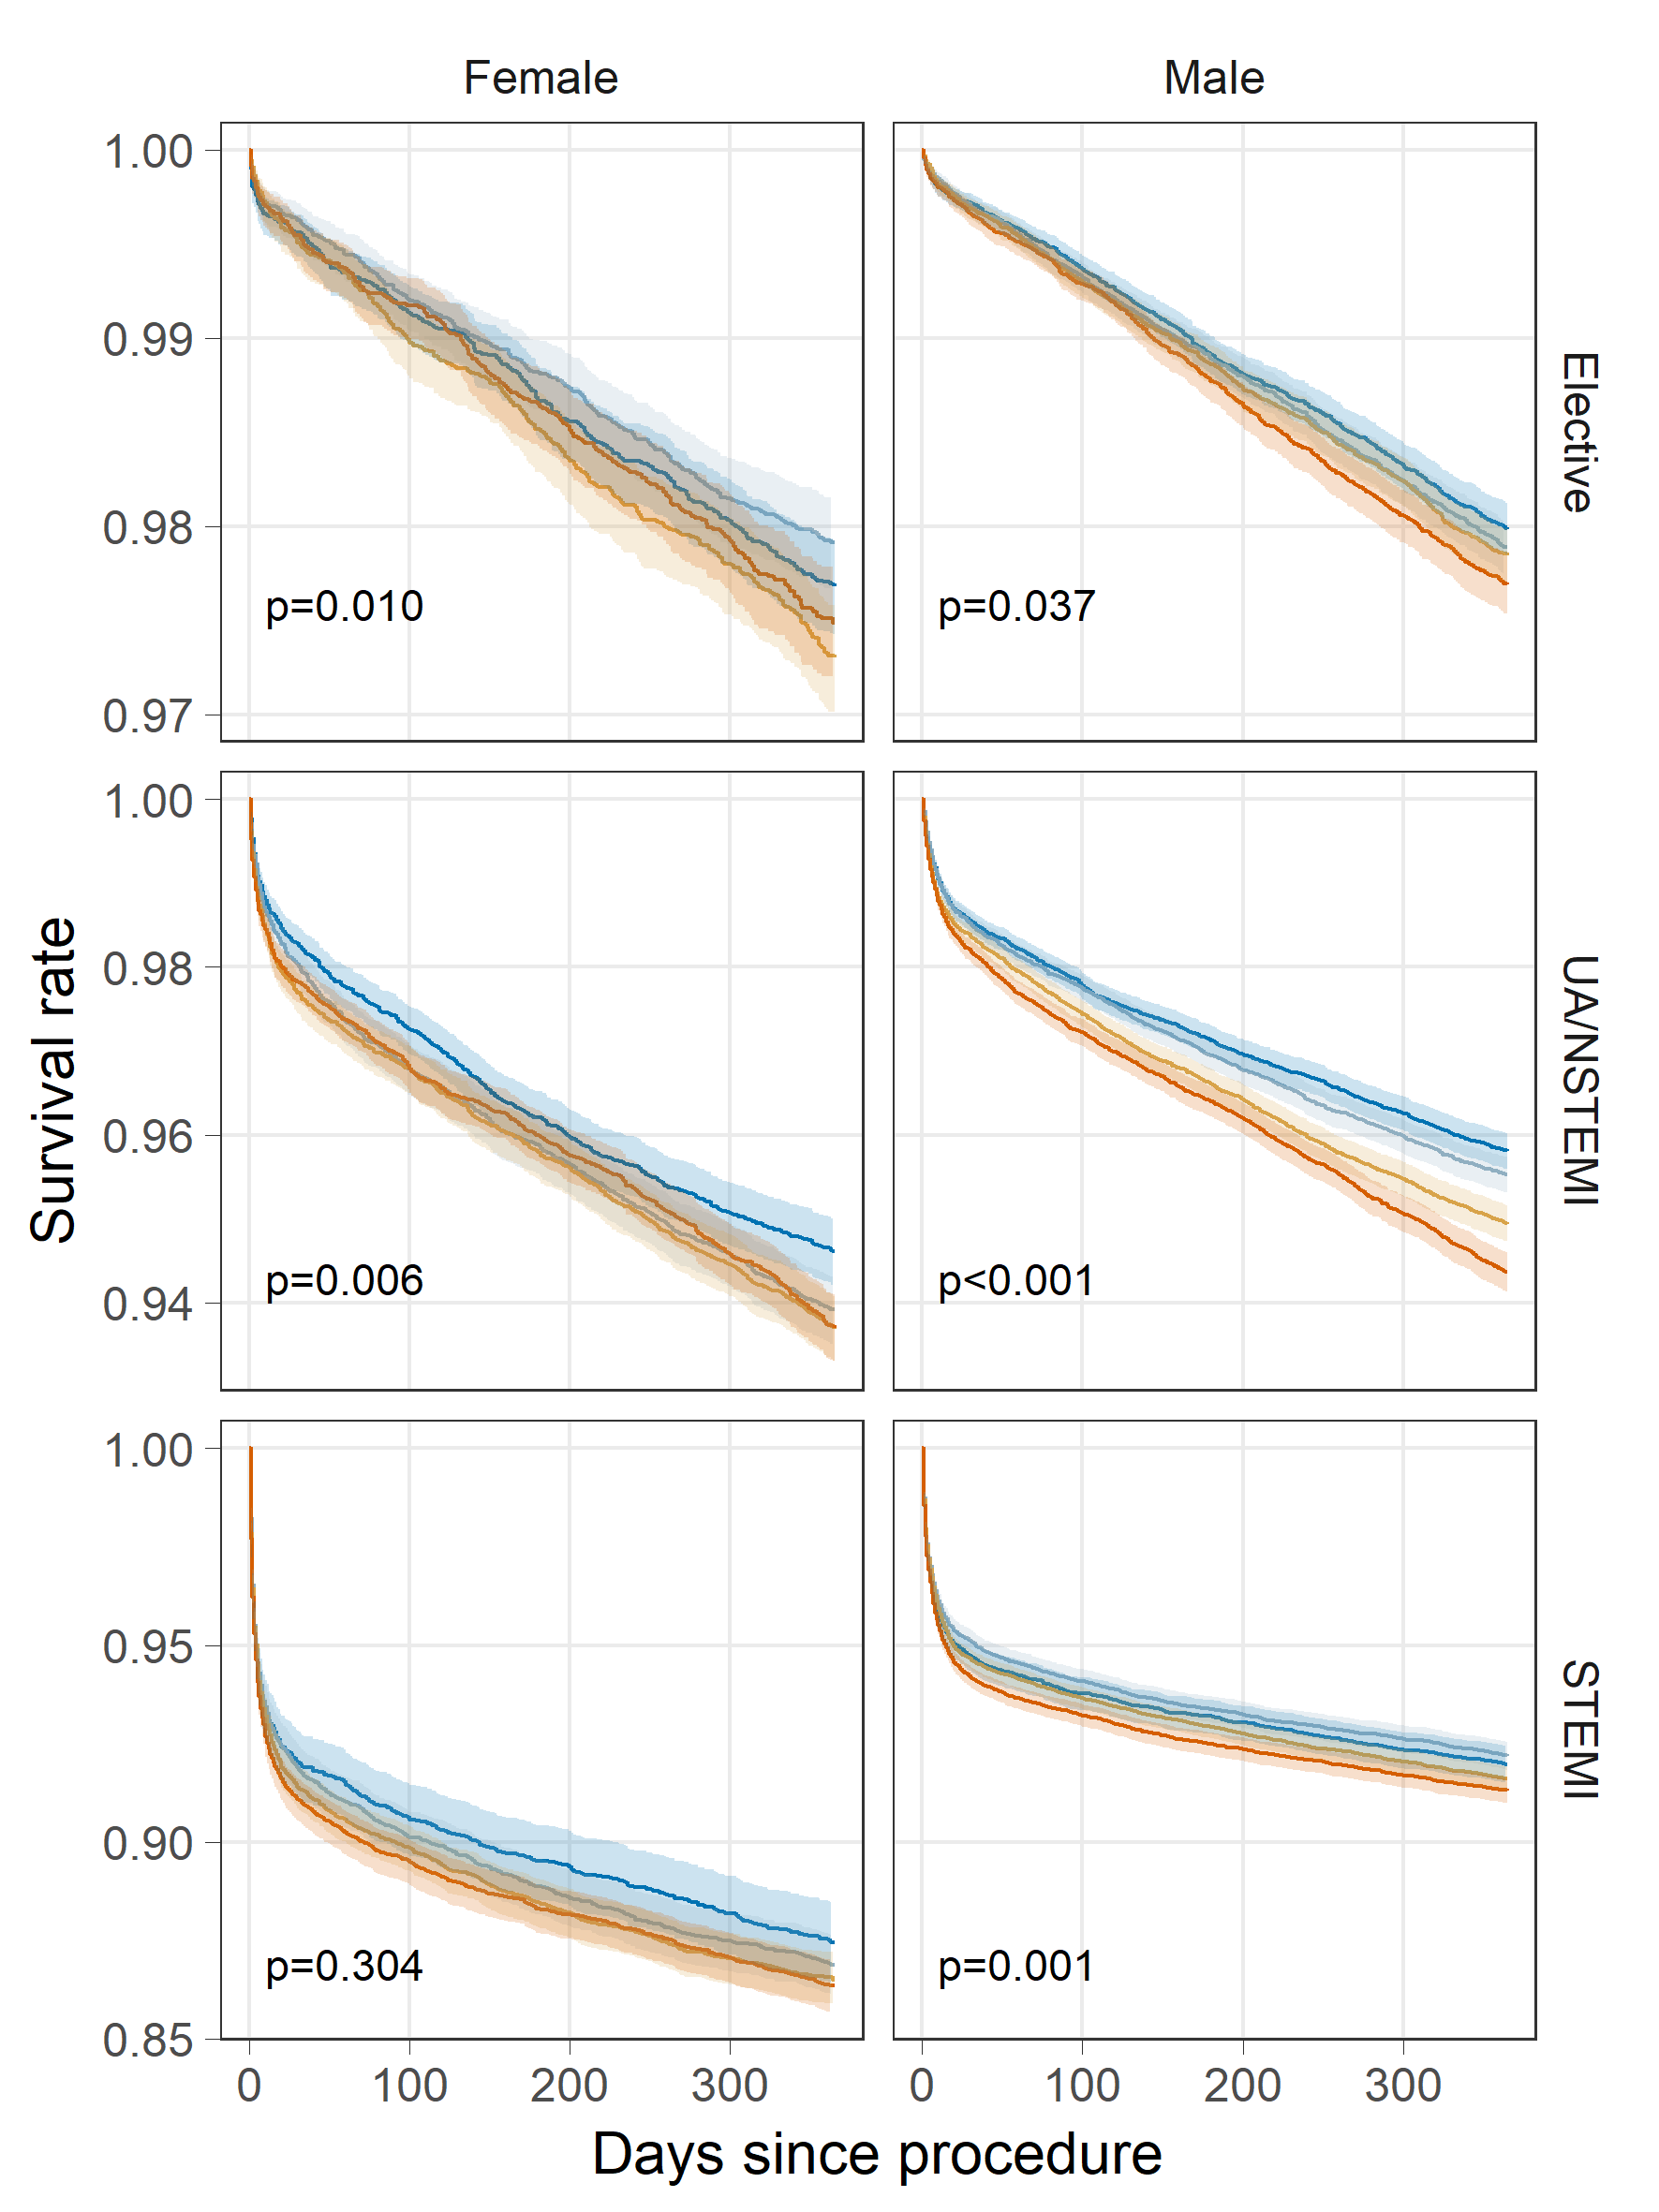 Female
Male
1.00
0.99
0.98
0.97
p=0.010
p=0.037
Elective
1.00
0.98
0.96
0.94
p=0.006
p<0.001
UA/NSTEMI
Survival rate
1.00
0.95
0.90
0.85
p=0.304
p=0.001
STEMI
0 100 200 300
0 100 200 300
Days since procedure